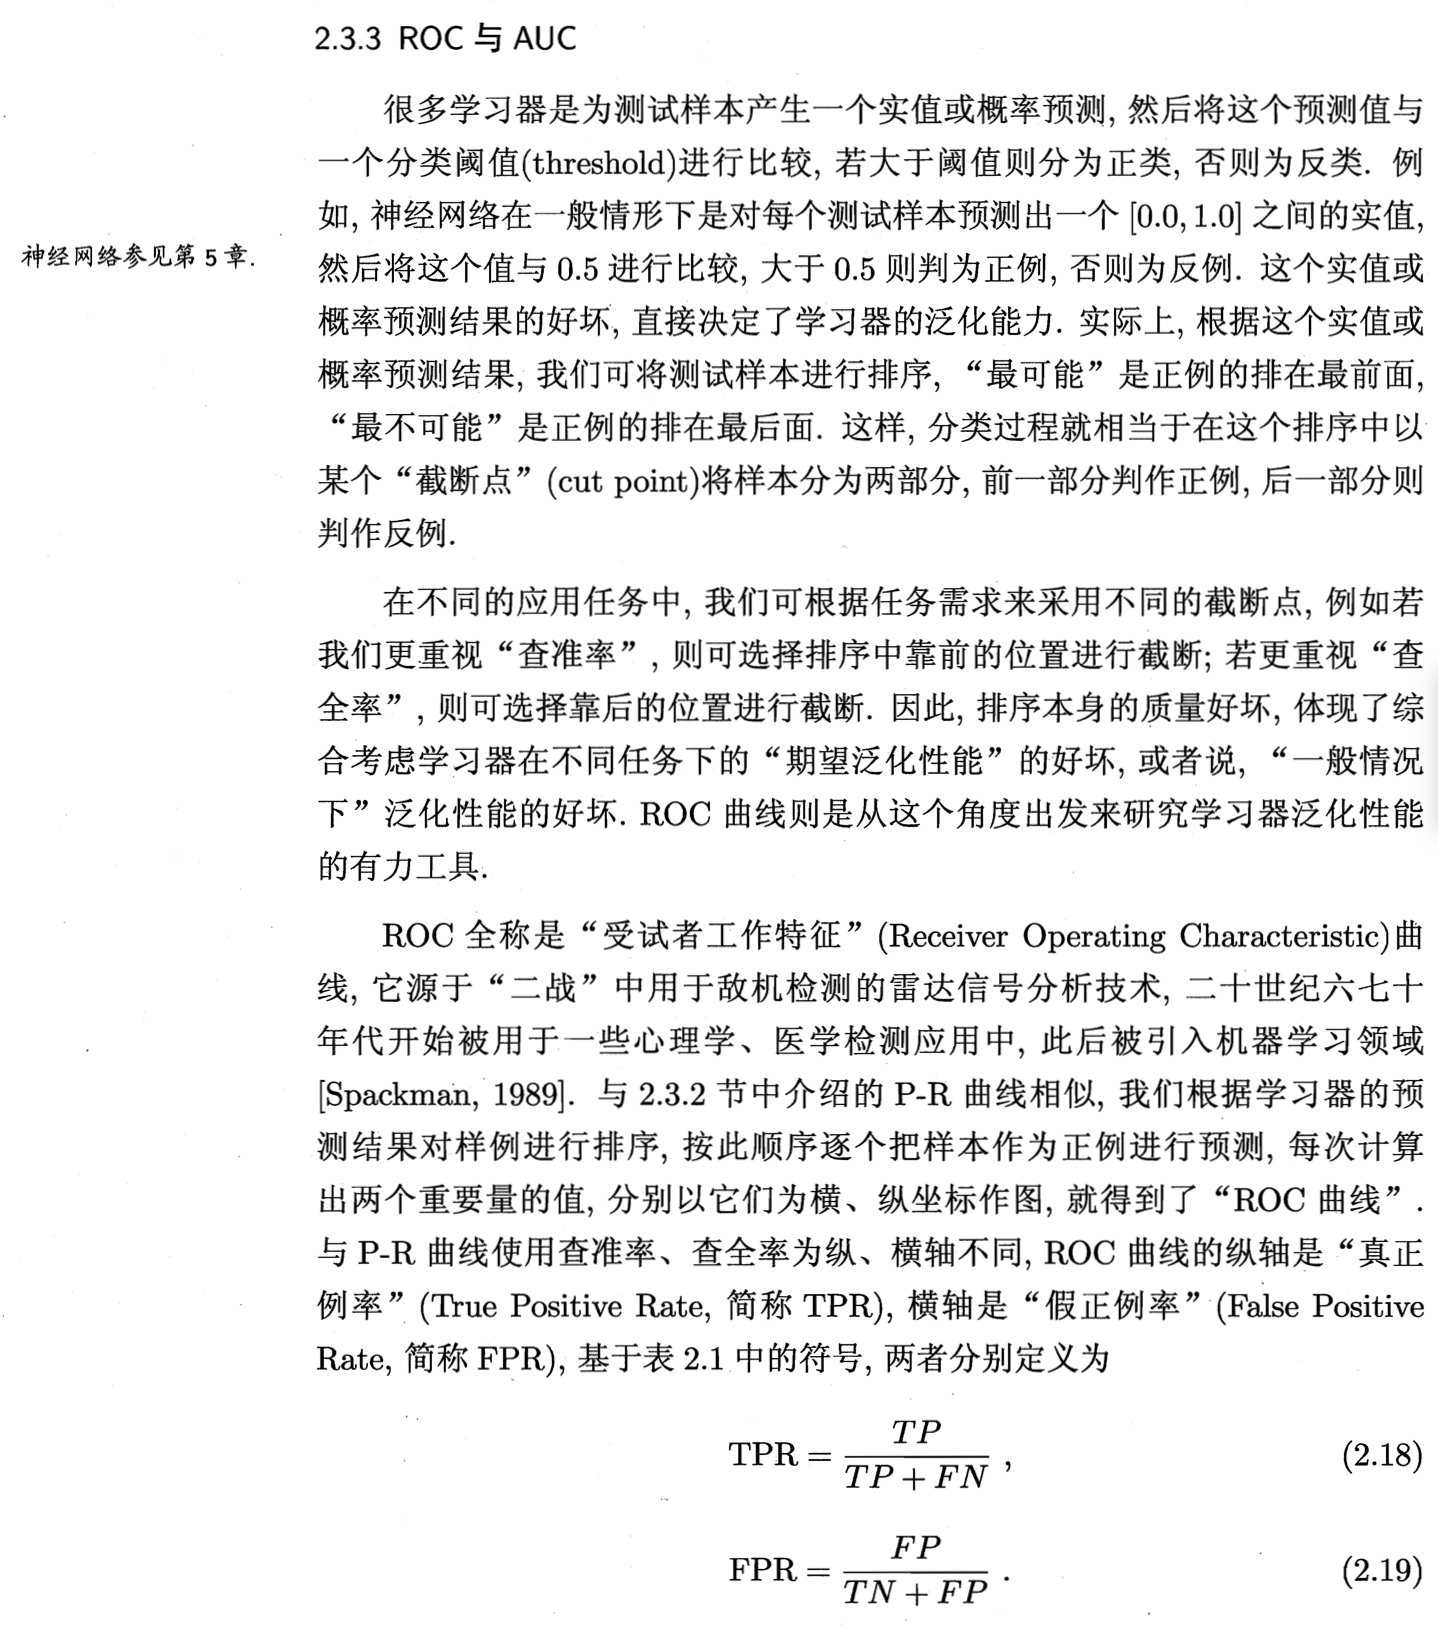 2.3.3 ROC 与 AUC
很多学习器是为测试样本产生一个实值或概率预测, 然后将这个预测值与
一个分类阈值(threshold)进行比较, 若大于阈值则分为正类, 否则为反类. 例
如, 神经网络在一般情形下是对每个测试样本预测出一个 [0.0, 1.0] 之间的实值,
神经网络参见第 5 章.
然后将这个值与 0.5 进行比较, 大于 0.5 则判为正例, 否则为反例. 这个实值或
概率预测结果的好坏, 直接决定了学习器的泛化能力. 实际上, 根据这个实值或
概率预测结果, 我们可将测试样本进行排序, “最可能” 是正例的排在最前面,
“最不可能” 是正例的排在最后面. 这样, 分类过程就相当于在这个排序中以
某个 “截断点” (cut point)将样本分为两部分, 前一部分判作正例, 后一部分则
判作反例.
在不同的应用任务中, 我们可根据任务需求来采用不同的截断点, 例如若
我们更重视 “查准率” , 则可选择排序中靠前的位置进行截断; 若更重视 “查
全率” , 则可选择靠后的位置进行截断. 因此, 排序本身的质量好坏, 体现了综
合考虑学习器在不同任务下的 “期望泛化性能” 的好坏, 或者说, “一般情况
下” 泛化性能的好坏. ROC 曲线则是从这个角度出发来研究学习器泛化性能
的有力工具.
ROC 全称是 “受试者工作特征” (Receiver Operating Characteristic)曲
线, 它源于 “二战” 中用于敌机检测的雷达信号分析技术, 二十世纪六七十
年代开始被用于一些心理学、医学检测应用中, 此后被引入机器学习领域
[Spackman, 1989]. 与 2.3.2 节中介绍的 P-R 曲线相似, 我们根据学习器的预
测结果对样例进行排序, 按此顺序逐个把样本作为正例进行预测, 每次计算
出两个重要量的值, 分别以它们为横、纵坐标作图, 就得到了 “ROC 曲线” .
与 P-R 曲线使用查准率、查全率为纵、横轴不同, ROC 曲线的纵轴是 “真正
例率” (True Positive Rate, 简称 TPR), 横轴是 “假正例率” (False Positive
Rate, 简称 FPR), 基于表 2.1 中的符号, 两者分别定义为
TPR = TP / (TP + FN) , (2.18)
FPR = FP / (TN + FP) . (2.19)